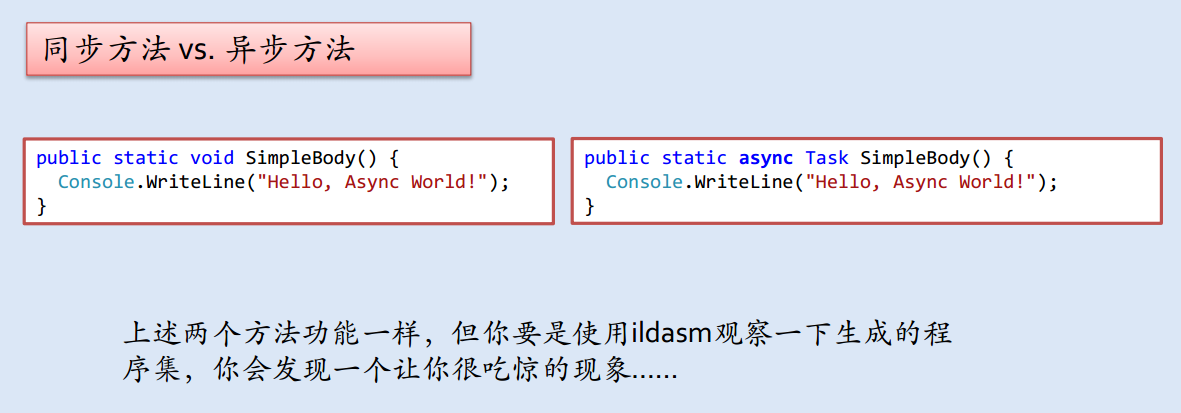 同步方法 vs. 异步方法
public static void SimpleBody() {
  Console.WriteLine("Hello, Async World!");
}
public static async Task SimpleBody() {
  Console.WriteLine("Hello, Async World!");
}
上述两个方法功能一样，但你要是使用ildasm观察一下生成的程
序集，你会发现一个让你很吃惊的现象......